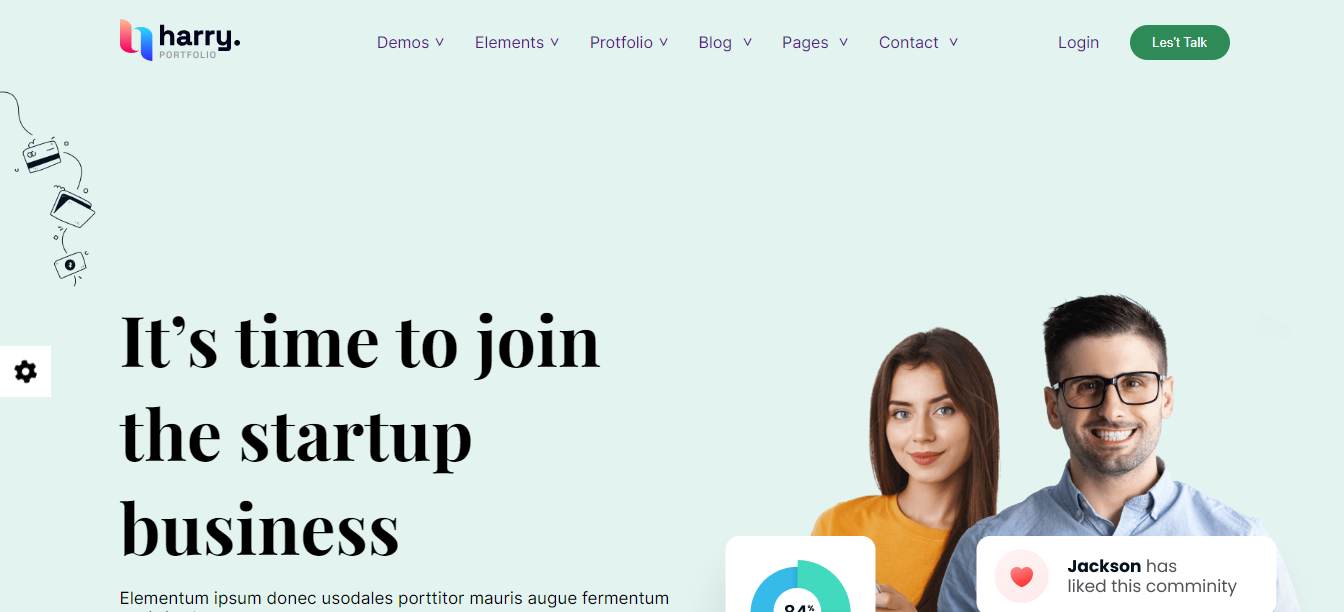 harry.
PORTFOLIO
Demos
Elements
Protfolio
Blog
Pages
Contact
Login
Les't Talk
It’s time to join
the startup
business
Elementum ipsum donec usodales porttitor mauris augue fermentum
84%
Jackson has
liked this comminity